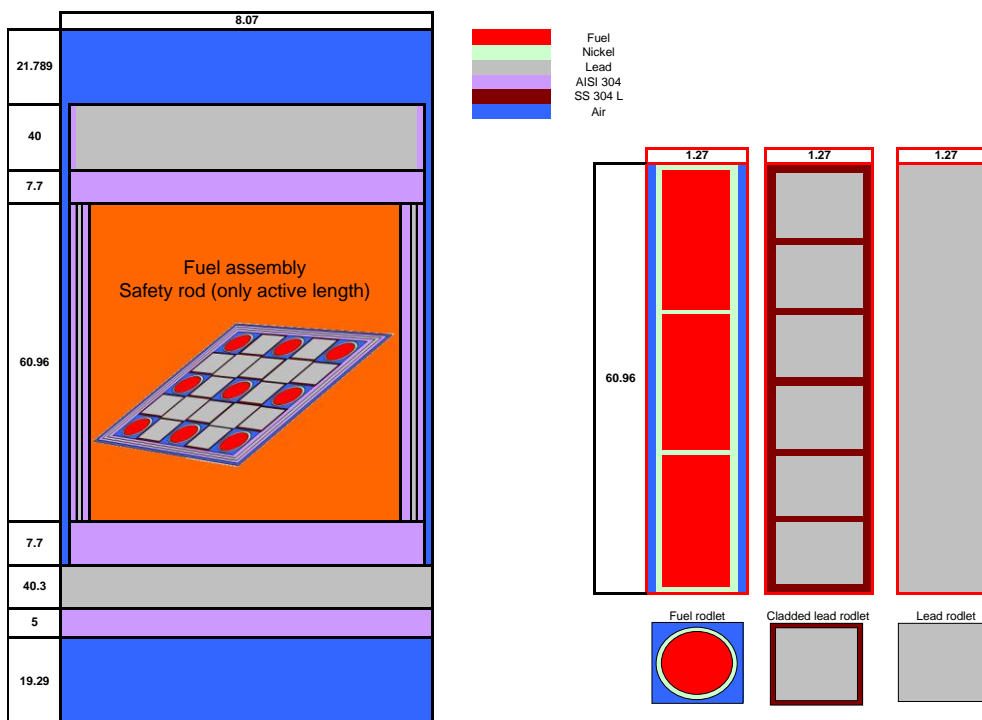 8.07
21.789
40
7.7
60.96
7.7
40.3
5
19.29
Fuel assembly
Safety rod (only active length)
Fuel
Nickel
Lead
AISI 304
SS 304 L
Air
1.27
1.27
1.27
60.96
Fuel rodlet
Cladded lead rodlet
Lead rodlet